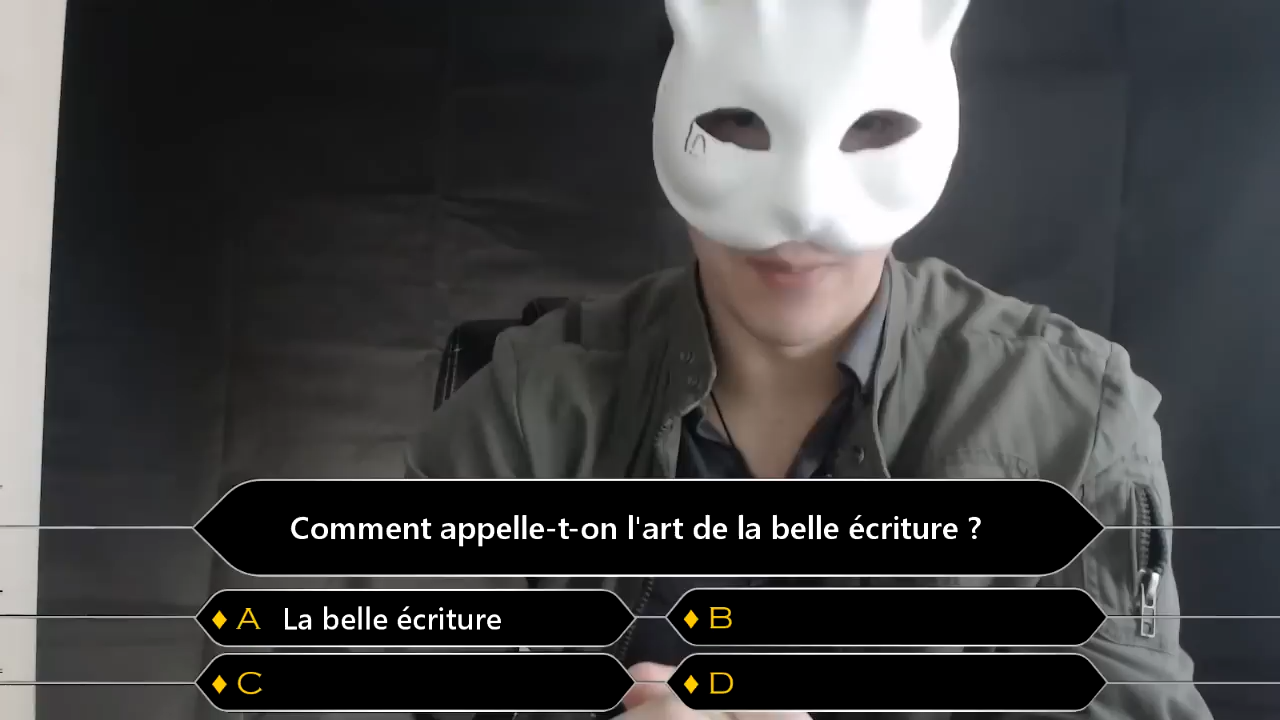 Comment appelle-t-on l'art de la belle écriture ?
A La belle écriture
B
C
D